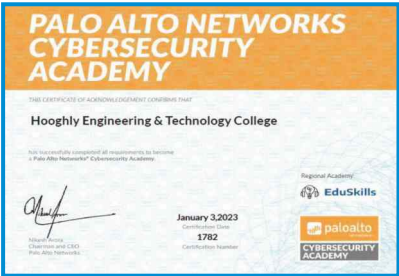 PALO ALTO NETWORKS
CYBERSECURITY
ACADEMY
THIS CERTIFICATE OF ACKNOWLEDGEMENT CONFIRMS THAT
Hooghly Engineering & Technology College
has successfully completed all requirements to become
a Palo Alto Networks® Cybersecurity Academy
Regional Academy
EduSkills
January 3,2023
Certification Date
1782
Certification Number
Nikesh Arora
Chairman and CEO
Palo Alto Networks
paloalto
CYBERSECURITY
ACADEMY